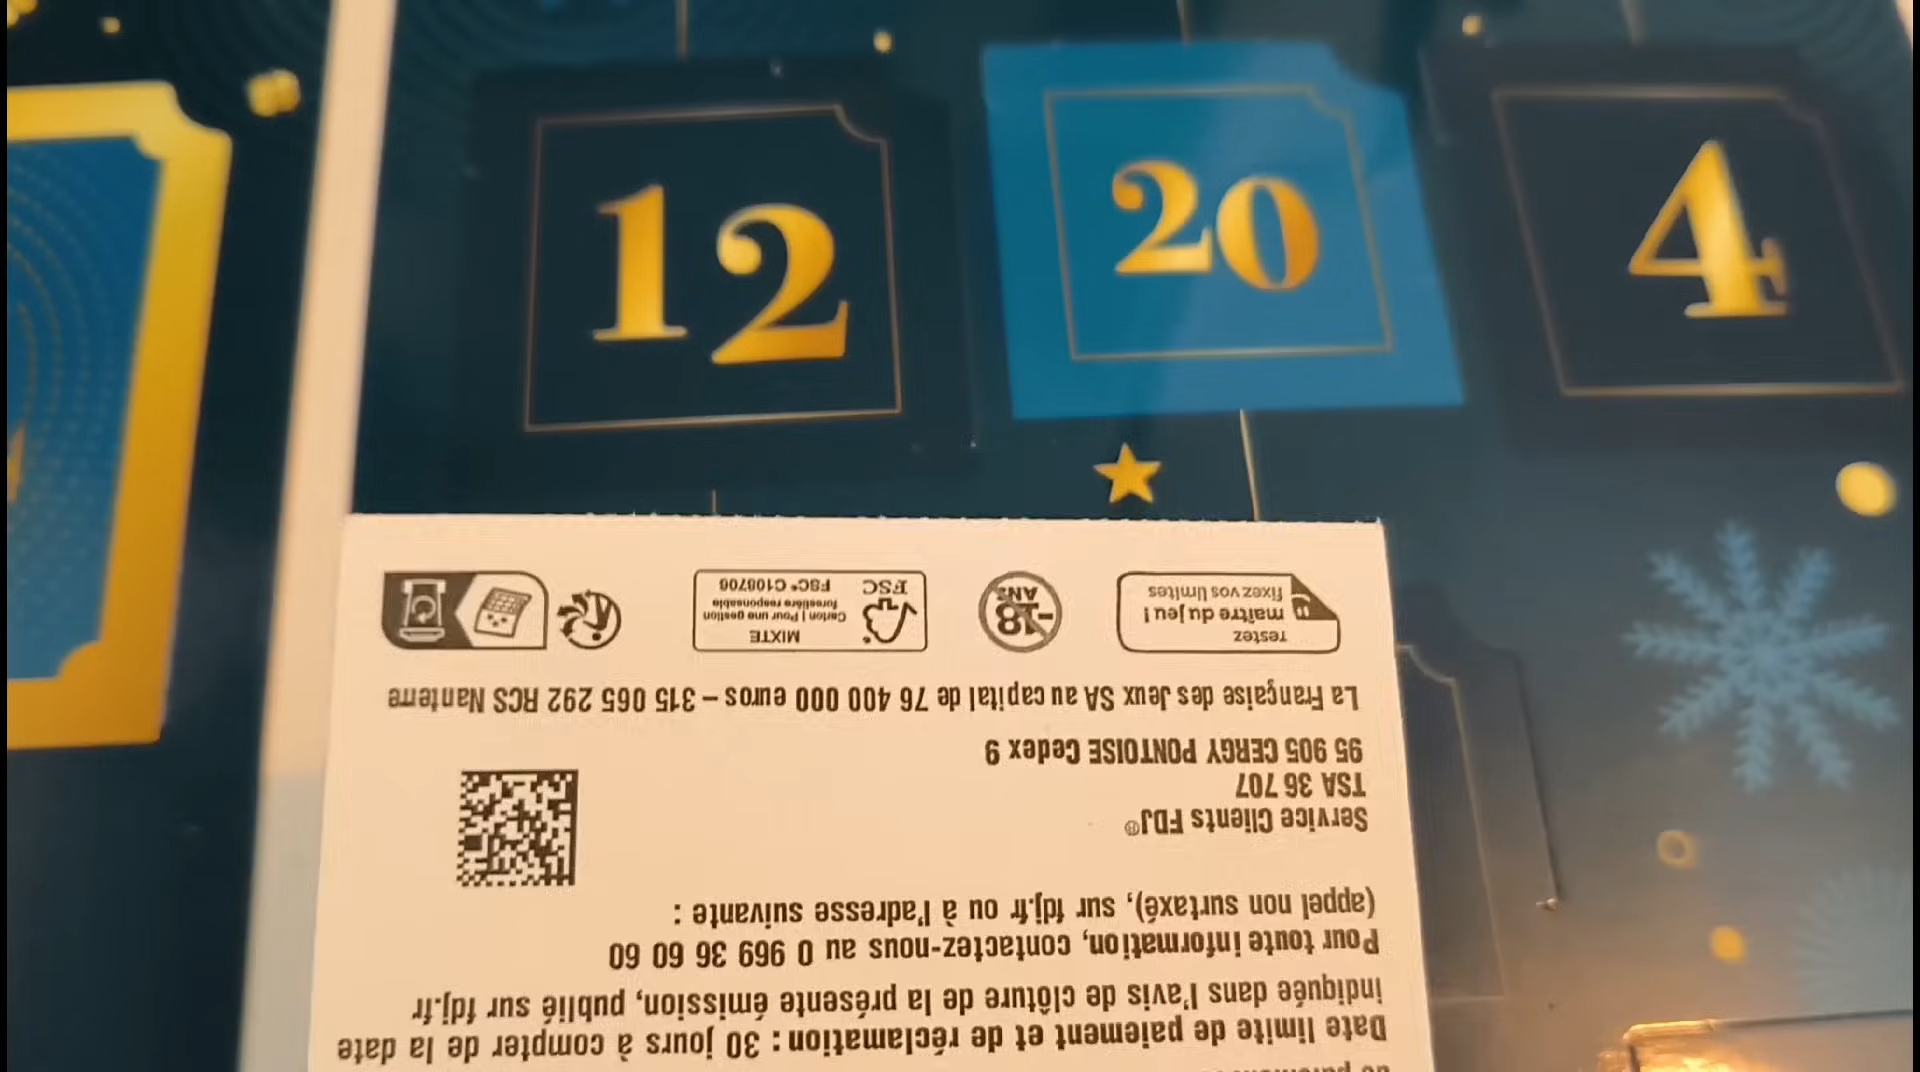 12
20
4
Date limite de paiement et de réclamation : 30 jours à compter de la date
indiquée dans l'avis de clôture de la présente émission, publié sur fdj.fr
Pour toute information, contactez-nous au 0 969 36 60 60
(appel non surtaxé), sur fdj.fr ou à l'adresse suivante :
Service Clients FDJ®
TSA 36 707
95 905 CERGY PONTOISE Cedex 9
La Française des Jeux SA au capital de 76 400 000 euros – 315 065 292 RCS Nanterre
testez
maître du jeu !
fixez vos limites
-18
ANS
MIXTE
Carton | Pour une gestion
forestière responsable
FSC
FSC® C108706